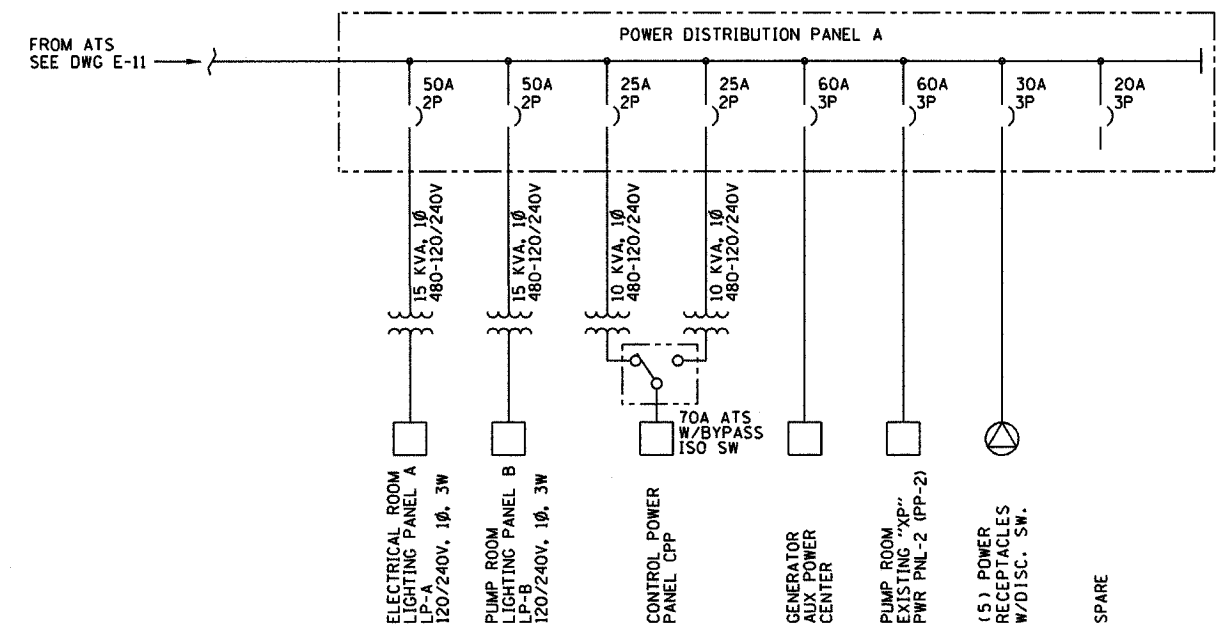 POWER DISTRIBUTION PANEL A
FROM ATS
SEE DWG E-11
50A
2P
50A
2P
25A
2P
25A
2P
60A
3P
60A
3P
30A
3P
20A
3P
15 KVA, 1Ø
480-120/240V
15 KVA, 1Ø
480-120/240V
10 KVA, 1Ø
480-120/240V
10 KVA, 1Ø
480-120/240V
70A ATS
W/BYPASS
ISO SW
ELECTRICAL ROOM
LIGHTING PANEL A
LP-A
120/240V, 1Ø, 3W
PUMP ROOM
LIGHTING PANEL B
LP-B
120/240V, 1Ø, 3W
CONTROL POWER
PANEL CPP
GENERATOR
AUX POWER
CENTER
PUMP ROOM
EXISTING "XP"
PWR PNL-2 (PP-2)
(5) POWER
RECEPTACLES
W/DISC. SW.
SPARE